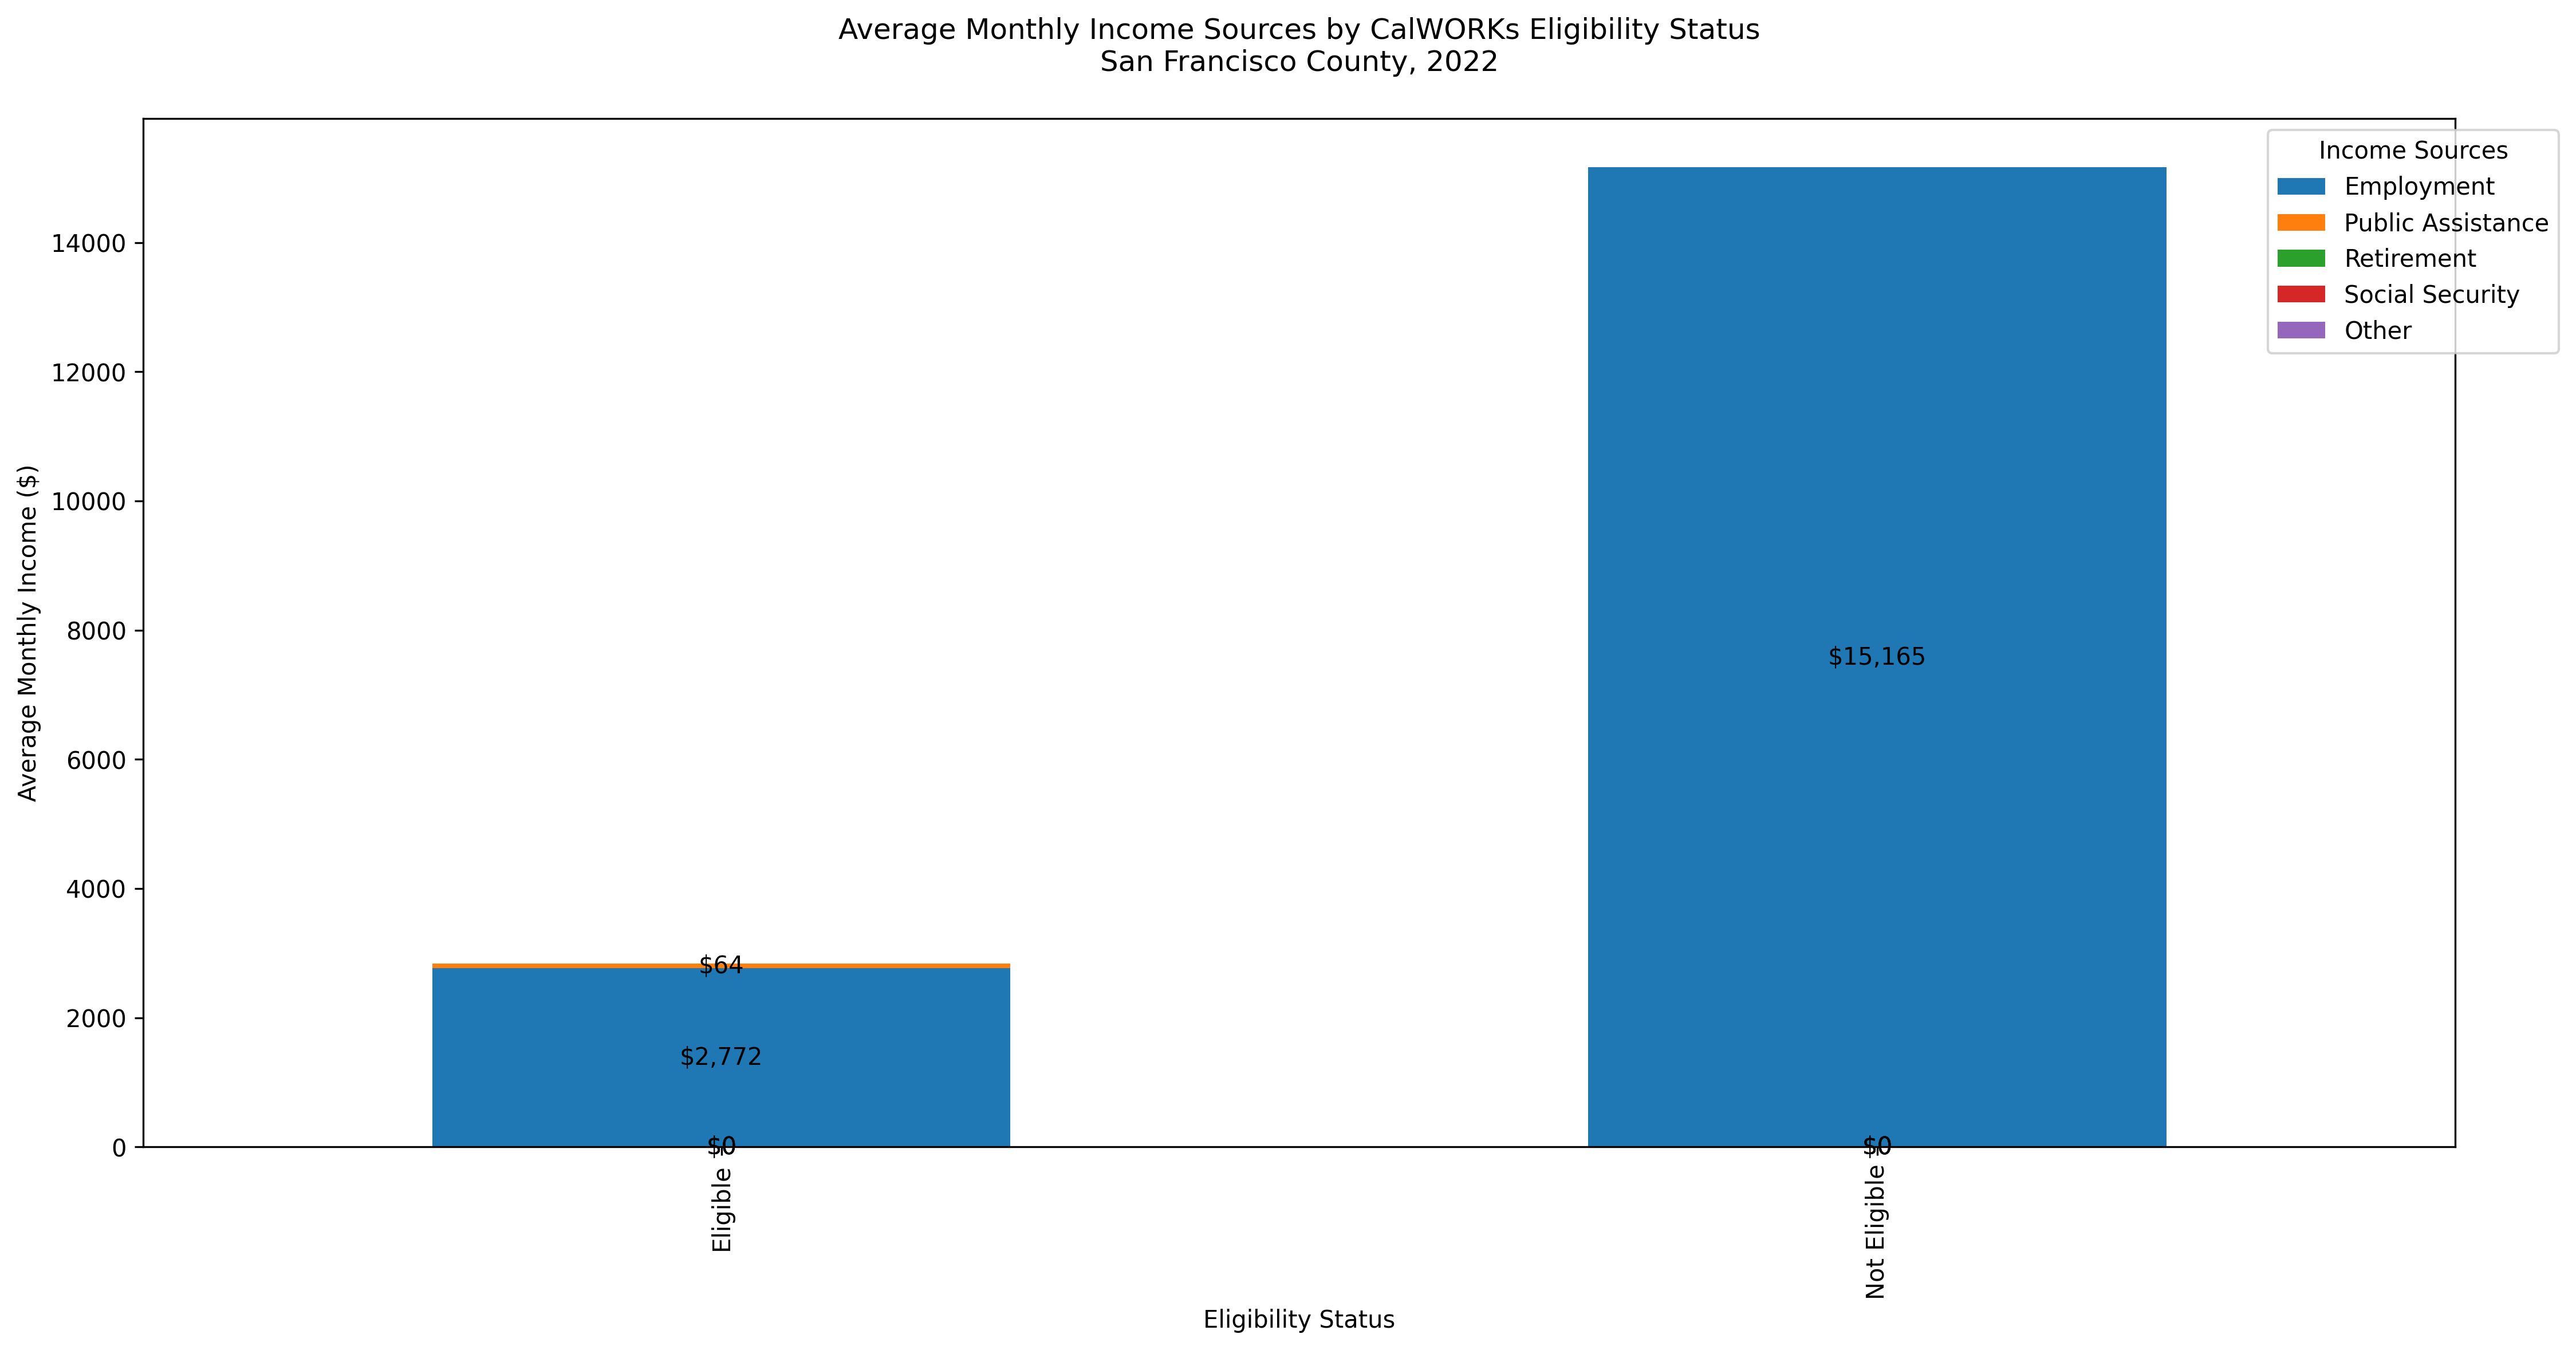 Average Monthly Income Sources by CalWORKs Eligibility Status
San Francisco County, 2022
Income Sources
Employment
Public Assistance
Retirement
Social Security
Other
Average Monthly Income ($)
14000
12000
10000
8000
6000
4000
2000
0
$15,165
$64
$2,772
$0
$0
Eligible
Not Eligible
Eligibility Status